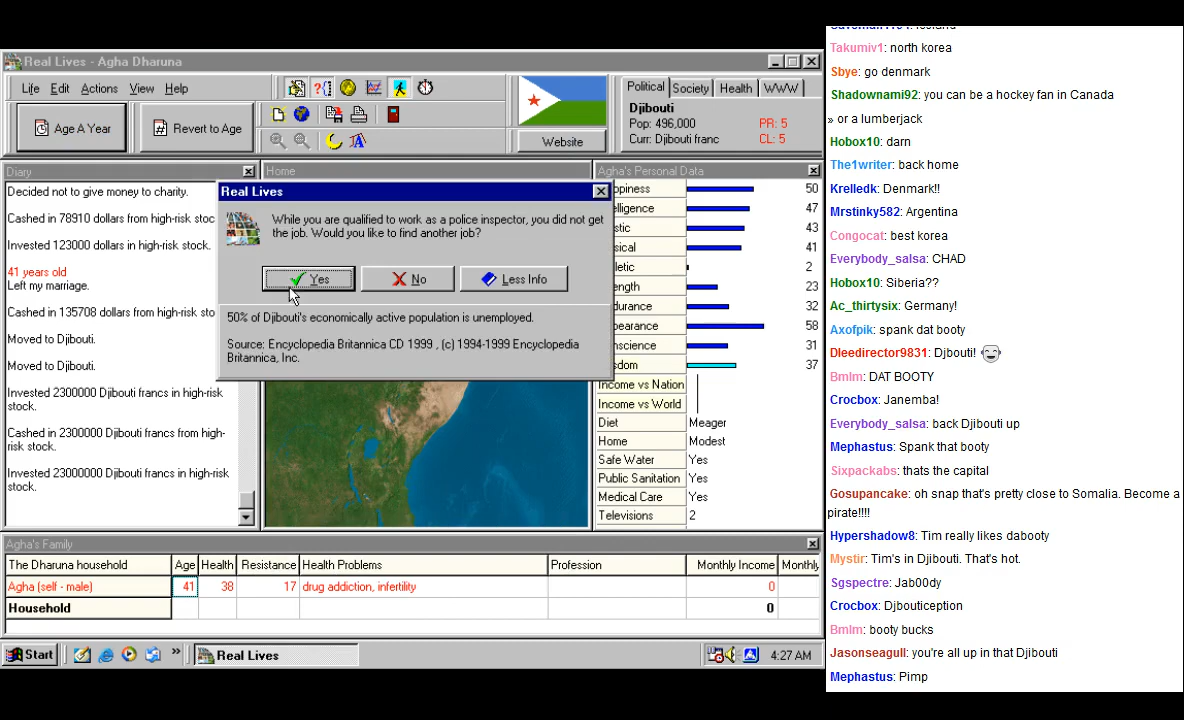 Real Lives - Agha Dharuna
Life Edit Actions View Help
Age A Year
Revert to Age
Website
Political Society Health WWW
Djibouti
Pop: 496,000 PR: 5
Curr: Djibouti franc CL: 5
Diary
Decided not to give money to charity.
Cashed in 78910 dollars from high-risk stoc
Invested 123000 dollars in high-risk stock.
41 years old
Left my marriage.
Cashed in 135708 dollars from high-risk sto
Moved to Djibouti.
Moved to Djibouti.
Invested 2300000 Djibouti francs in high-risk
stock.
Cashed in 2300000 Djibouti francs from high-
risk stock.
Invested 23000000 Djibouti francs in high-risk
stock.
Home
Real Lives
While you are qualified to work as a police inspector, you did not get
the job. Would you like to find another job?
Yes No Less Info
50% of Djibouti's economically active population is unemployed.
Source: Encyclopedia Britannica CD 1999 , (c) 1994-1999 Encyclopedia
Britannica, Inc.
Agha's Personal Data
ppiness 50
elligence 47
istic 43
sical 41
letic 2
ength 23
durance 32
pearance 58
nscience 31
sdom 37
Income vs Nation
Income vs World
Diet Meager
Home Modest
Safe Water Yes
Public Sanitation Yes
Medical Care Yes
Televisions 2
Agha's Family
The Dharuna household Age Health Resistance Health Problems Profession Monthly Income Monthly
Agha (self - male) 41 38 17 drug addiction, infertility 0
Household 0
Start » Real Lives 4:27 AM
Takumiv1: north korea
Sbye: go denmark
Shadownami92: you can be a hockey fan in Canada
» or a lumberjack
Hobox10: darn
The1writer: back home
Krelledk: Denmark!!
Mrstinky582: Argentina
Congocat: best korea
Everybody_salsa: CHAD
Hobox10: Siberia??
Ac_thirtysix: Germany!
Axofpik: spank dat booty
Dleedirector9831: Djbouti!
Bmlm: DAT BOOTY
Crocbox: Janemba!
Everybody_salsa: back Djibouti up
Mephastus: Spank that booty
Sixpackabs: thats the capital
Gosupancake: oh snap that's pretty close to Somalia. Become a
pirate!!!!
Hypershadow8: Tim really likes dabooty
Mystir: Tim's in Djibouti. That's hot.
Sgspectre: Jab00dy
Crocbox: Djboutiception
Bmlm: booty bucks
Jasonseagull: you're all up in that Djibouti
Mephastus: Pimp